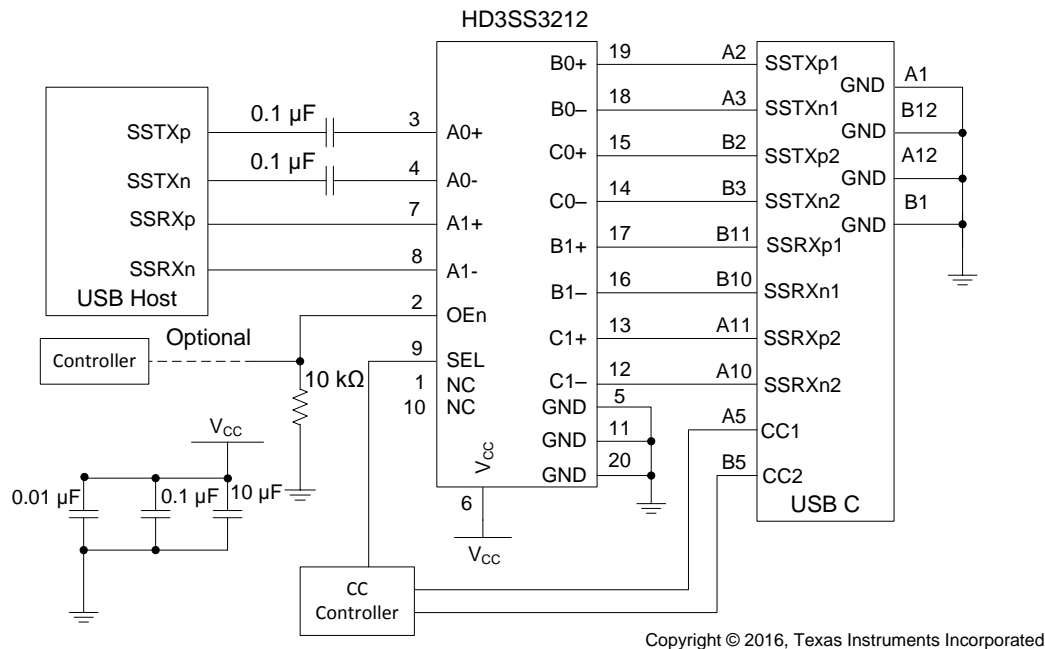 HD3SS3212
USB Host
SSTXp
SSTXn
SSRXp
SSRXn
0.1 µF
0.1 µF
3
4
7
8
2
9
1
10
A0+
A0-
A1+
A1-
OEn
SEL
NC
NC
B0+
B0–
C0+
C0–
B1+
B1–
C1+
C1–
GND
GND
GND
VCC
6
VCC
19
18
15
14
17
16
13
12
5
11
20
A2
A3
B2
B3
B11
B10
A11
A10
A5
B5
SSTXp1
SSTXn1
SSTXp2
SSTXn2
SSRXp1
SSRXn1
SSRXp2
SSRXn2
CC1
CC2
USB C
GND
GND
GND
GND
A1
B12
A12
B1
Controller
Optional
10 kΩ
VCC
0.01 µF
0.1 µF
10 µF
CC
Controller
Copyright © 2016, Texas Instruments Incorporated